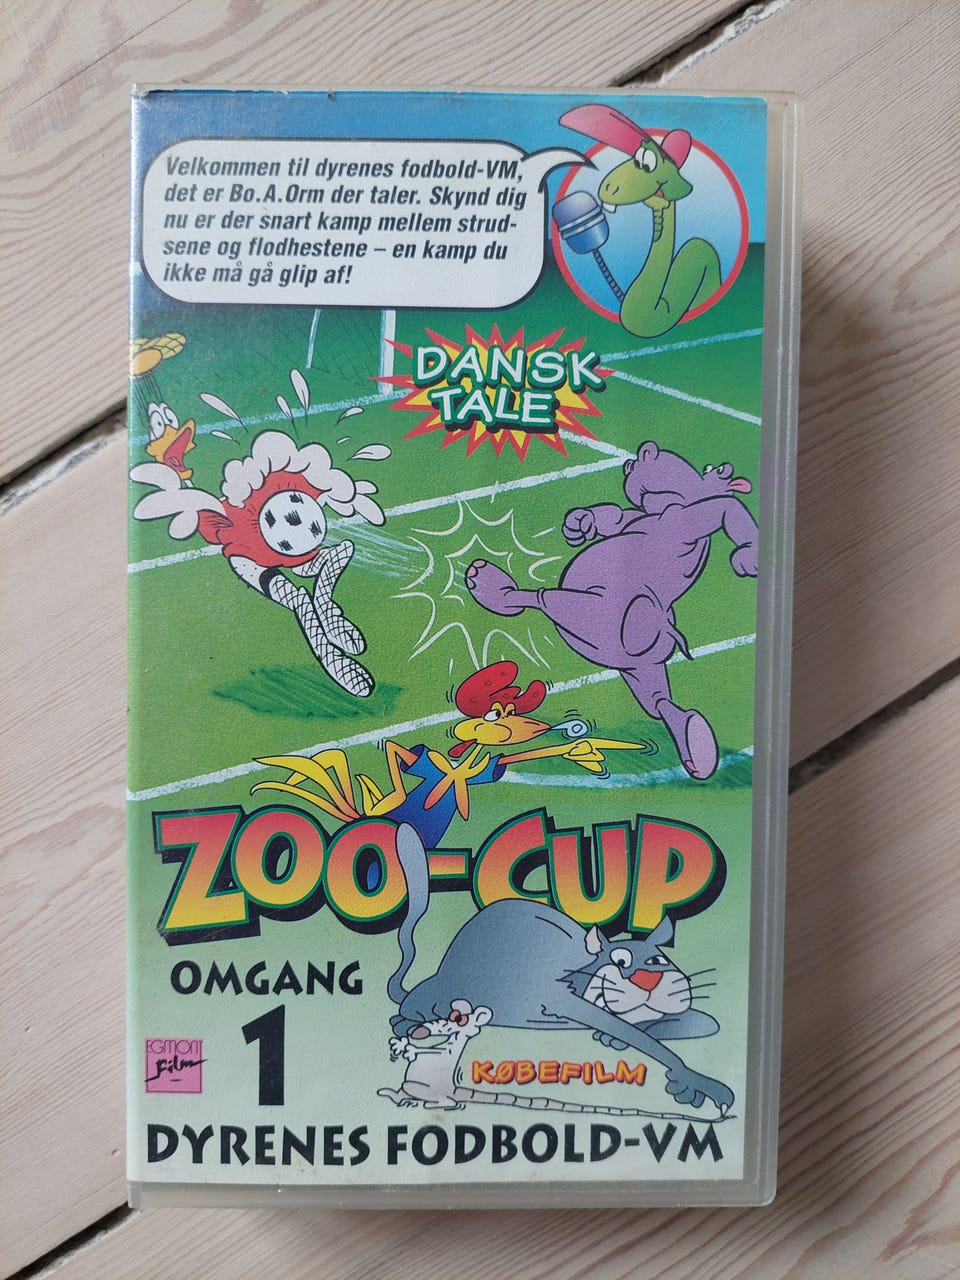 Velkommen til dyrenes fodbold-VM,
det er Bo.A.Orm der taler. Skynd dig
nu er der snart kamp mellem strud-
sene og flodhestene – en kamp du
ikke må gå glip af!
DANSK
TALE
ZOO-CUP
OMGANG
1
EGMONT
Film
KØBEFILM
DYRENES FODBOLD-VM